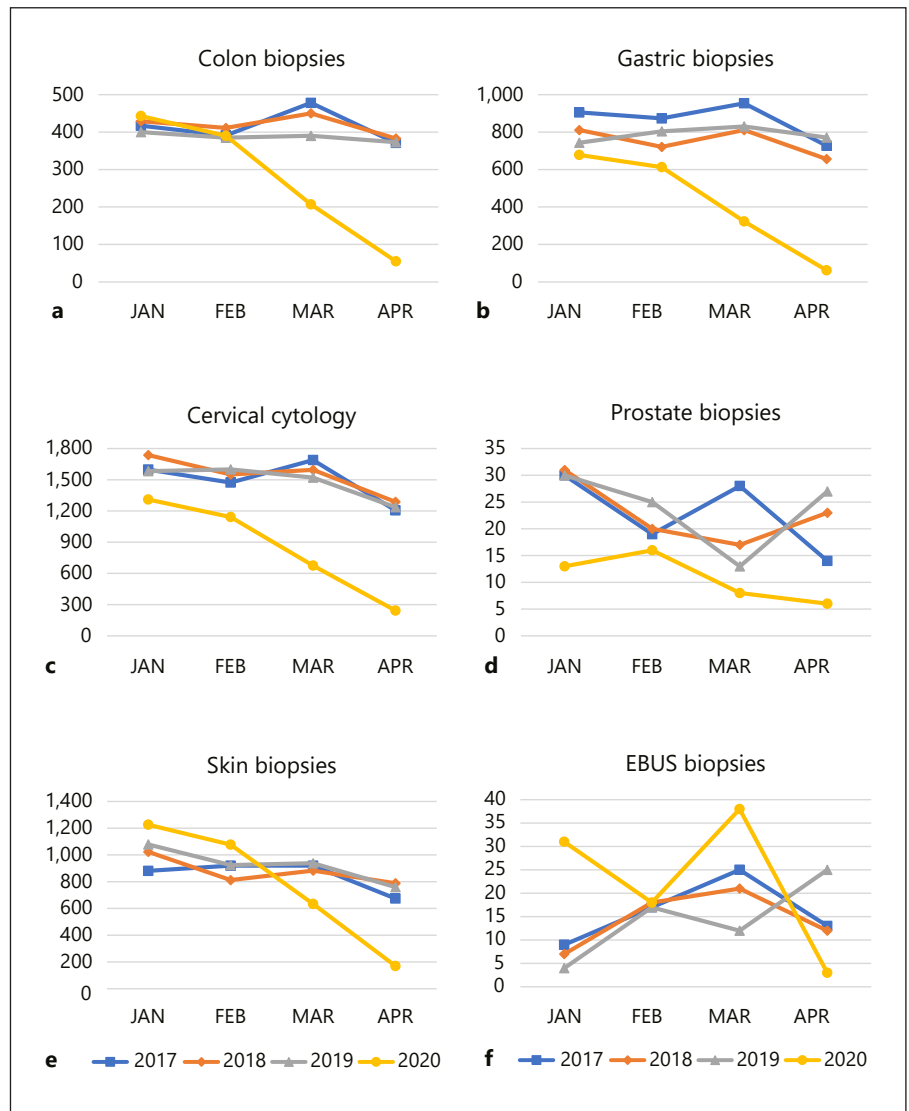 Colon biopsies
500
400
300
200
100
0
a
JAN FEB MAR APR
Gastric biopsies
1,000
800
600
400
200
0
b
JAN FEB MAR APR
Cervical cytology
1,800
1,500
1,200
900
600
300
0
c
JAN FEB MAR APR
Prostate biopsies
35
30
25
20
15
10
5
0
d
JAN FEB MAR APR
Skin biopsies
1,400
1,200
1,000
800
600
400
200
0
JAN FEB MAR APR
e 2017 2018 2019 2020
EBUS biopsies
40
35
30
25
20
15
10
5
0
JAN FEB MAR APR
f 2017 2018 2019 2020